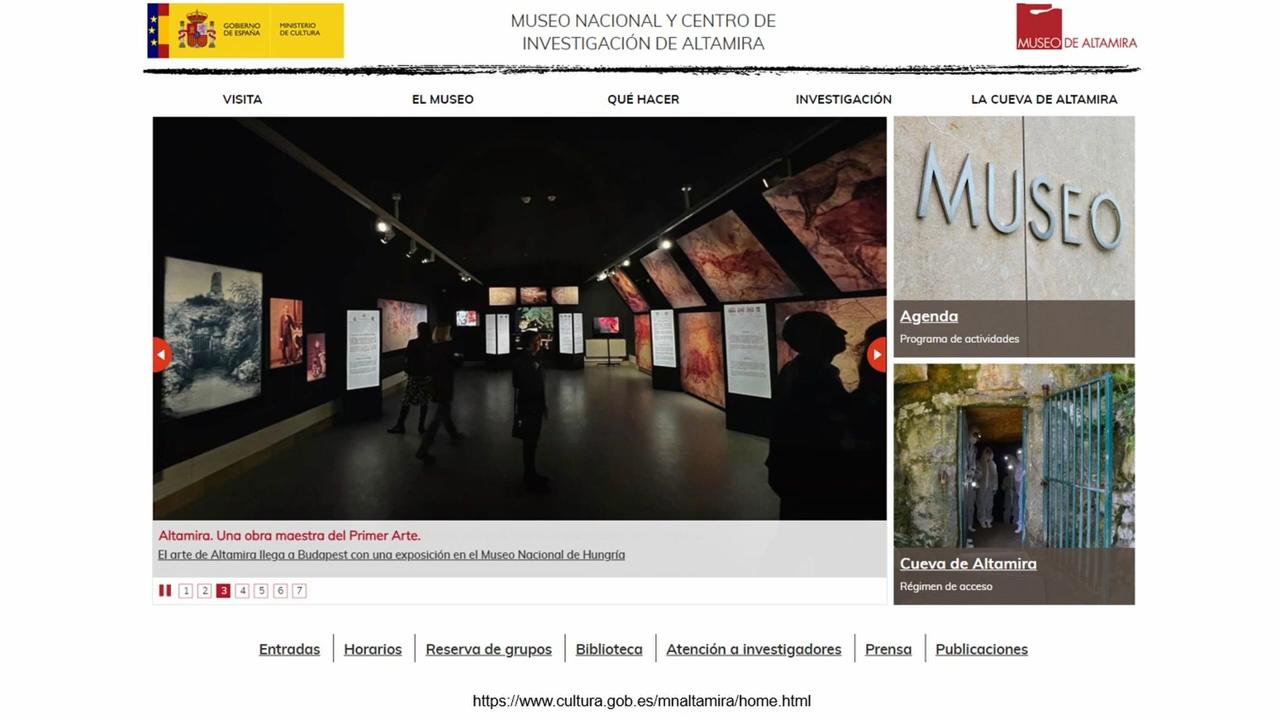 GOBIERNO
DE ESPAÑA
MINISTERIO
DE CULTURA
MUSEO NACIONAL Y CENTRO DE
INVESTIGACIÓN DE ALTAMIRA
MUSEO DE ALTAMIRA
VISITA
EL MUSEO
QUÉ HACER
INVESTIGACIÓN
LA CUEVA DE ALTAMIRA
MUSEO
Agenda
Programa de actividades
Altamira. Una obra maestra del Primer Arte.
El arte de Altamira llega a Budapest con una exposición en el Museo Nacional de Hungría
1 2 3 4 5 6 7
Cueva de Altamira
Régimen de acceso
Entradas
Horarios
Reserva de grupos
Biblioteca
Atención a investigadores
Prensa
Publicaciones
https://www.cultura.gob.es/mnaltamira/home.html